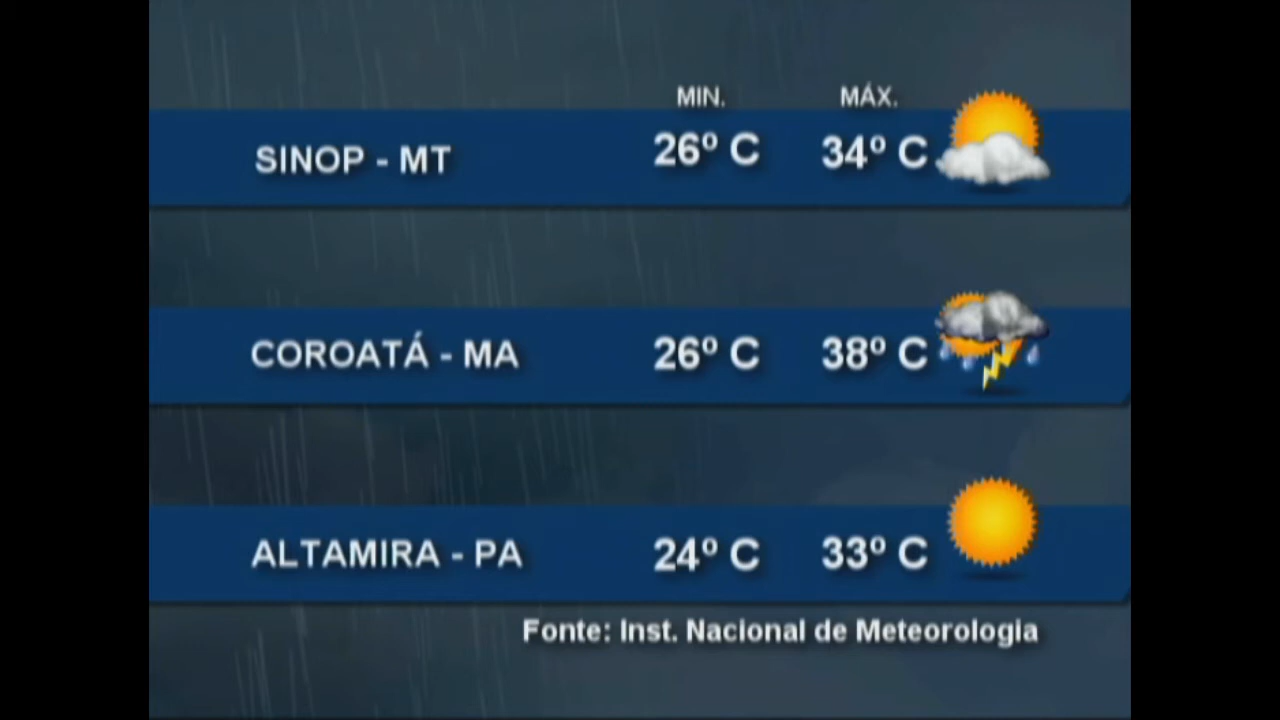 MIN. MÁX.
SINOP - MT 26º C 34º C
COROATÁ - MA 26º C 38º C
ALTAMIRA - PA 24º C 33º C
Fonte: Inst. Nacional de Meteorologia